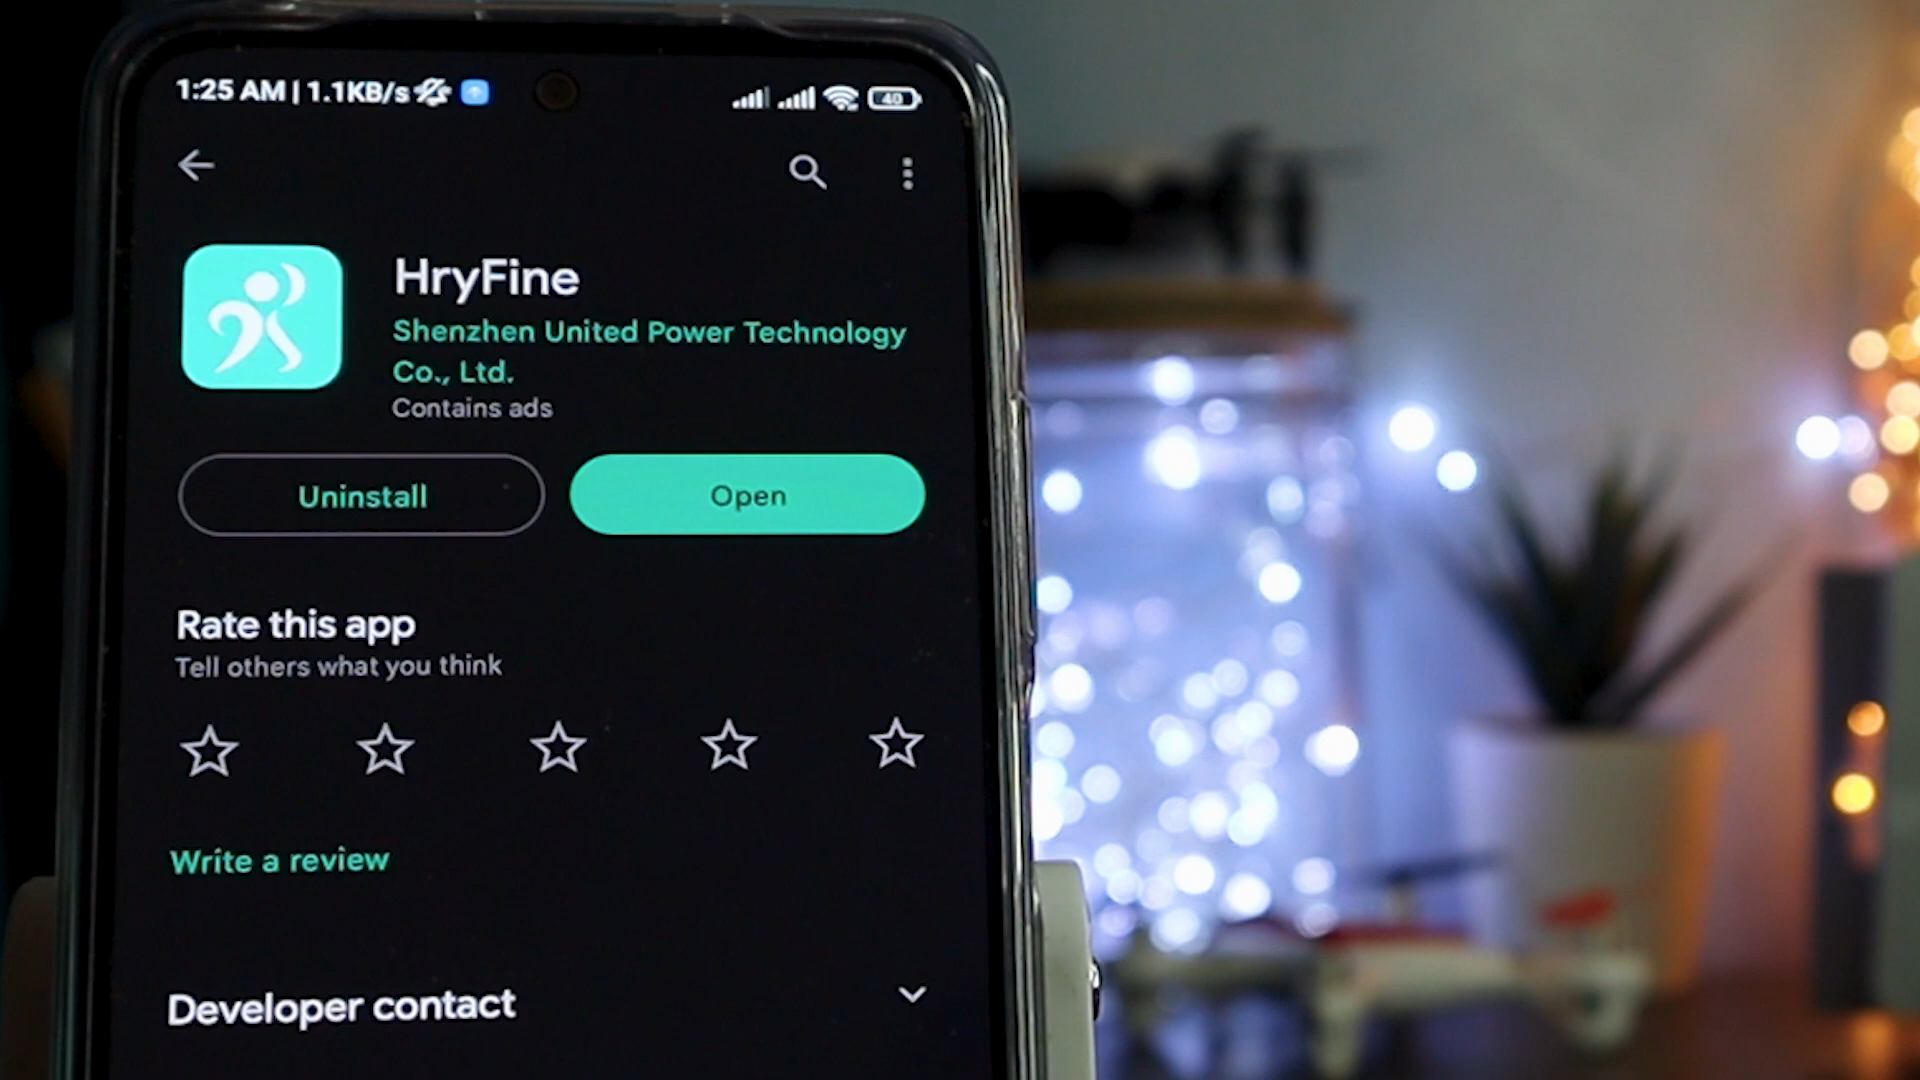 1:25 AM | 1.1KB/s
40
HryFine
Shenzhen United Power Technology
Co., Ltd.
Contains ads
Uninstall
Open
Rate this app
Tell others what you think
Write a review
Developer contact